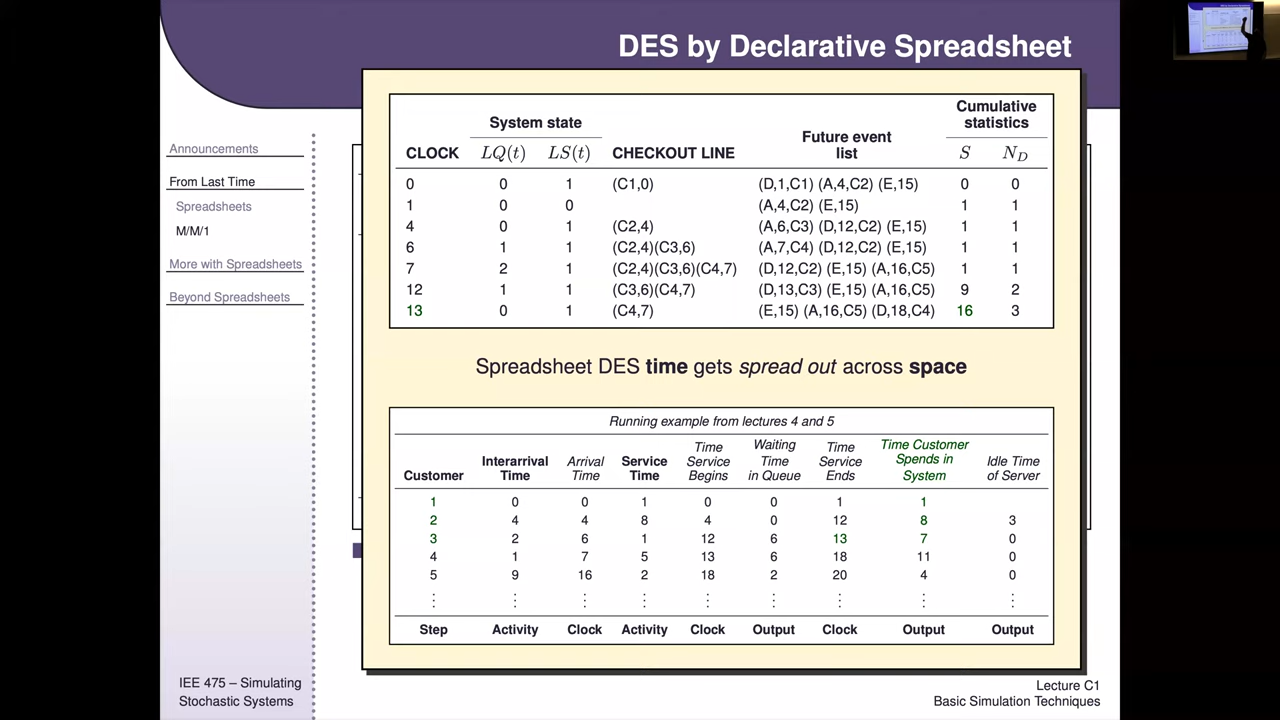 DES by Declarative Spreadsheet
Announcements
From Last Time
Spreadsheets
M/M/1
More with Spreadsheets
Beyond Spreadsheets
System state
Cumulative statistics
CLOCK LQ(t) LS(t) CHECKOUT LINE Future event list S N_D
0 0 1 (C1,0) (D,1,C1) (A,4,C2) (E,15) 0 0
1 0 0 (A,4,C2) (E,15) 1 1
4 0 1 (C2,4) (A,6,C3) (D,12,C2) (E,15) 1 1
6 1 1 (C2,4)(C3,6) (A,7,C4) (D,12,C2) (E,15) 1 1
7 2 1 (C2,4)(C3,6)(C4,7) (D,12,C2) (E,15) (A,16,C5) 1 1
12 1 1 (C3,6)(C4,7) (D,13,C3) (E,15) (A,16,C5) 9 2
13 0 1 (C4,7) (E,15) (A,16,C5) (D,18,C4) 16 3
Spreadsheet DES time gets spread out across space
Running example from lectures 4 and 5
Customer Interarrival Time Arrival Time Service Time Time Service Begins Waiting Time in Queue Time Service Ends Time Customer Spends in System Idle Time of Server
1 0 0 1 0 0 1 1
2 4 4 8 4 0 12 8 3
3 2 6 1 12 6 13 7 0
4 1 7 5 13 6 18 11 0
5 9 16 2 18 2 20 4 0
⋮ ⋮ ⋮ ⋮ ⋮ ⋮ ⋮ ⋮ ⋮
Step Activity Clock Activity Clock Output Clock Output Output
IEE 475 – Simulating
Stochastic Systems
Lecture C1
Basic Simulation Techniques